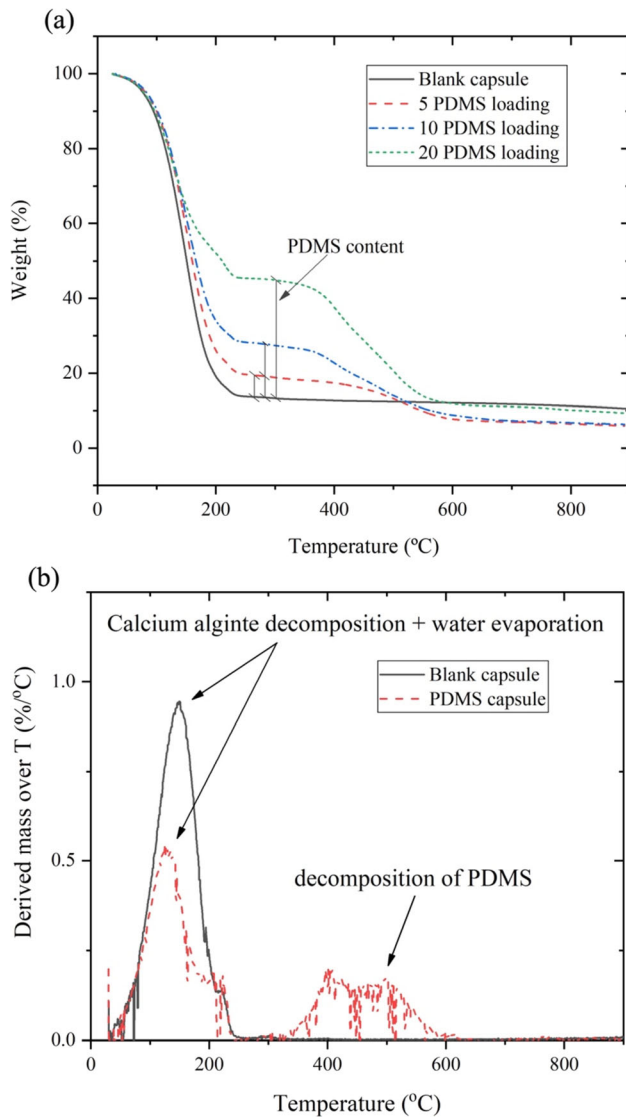 (a)
100
80
60
40
20
0
Weight (%)
Blank capsule
5 PDMS loading
10 PDMS loading
20 PDMS loading
PDMS content
0
200
400
600
800
Temperature (ºC)
(b)
Calcium alginte decomposition + water evaporation
Blank capsule
PDMS capsule
1.0
0.5
0.0
Derived mass over T (%/ºC)
decomposition of PDMS
0
200
400
600
800
Temperature (ºC)